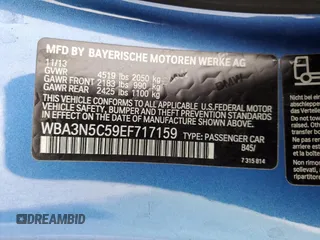 MFD BY BAYERISCHE MOTOREN WERKE AG
11/13
GVWR 4519 lbs 2050 kg
GAWR FRONT 2183 lbs 990 kg
GAWR REAR 2425 lbs 1100 kg
THIS VEHICLE CONFORMS TO ALL APPLICABLE
FEDERAL MOTOR VEHICLE SAFETY, BUMPER,
AND THEFT PREVENTION STANDARDS IN EFFECT
ON THE DATE OF MANUFACTURE SHOWN ABOVE.
WBA3N5C59EF717159 TYPE: PASSENGER CAR
B45/
7 315 814
DREAMBID